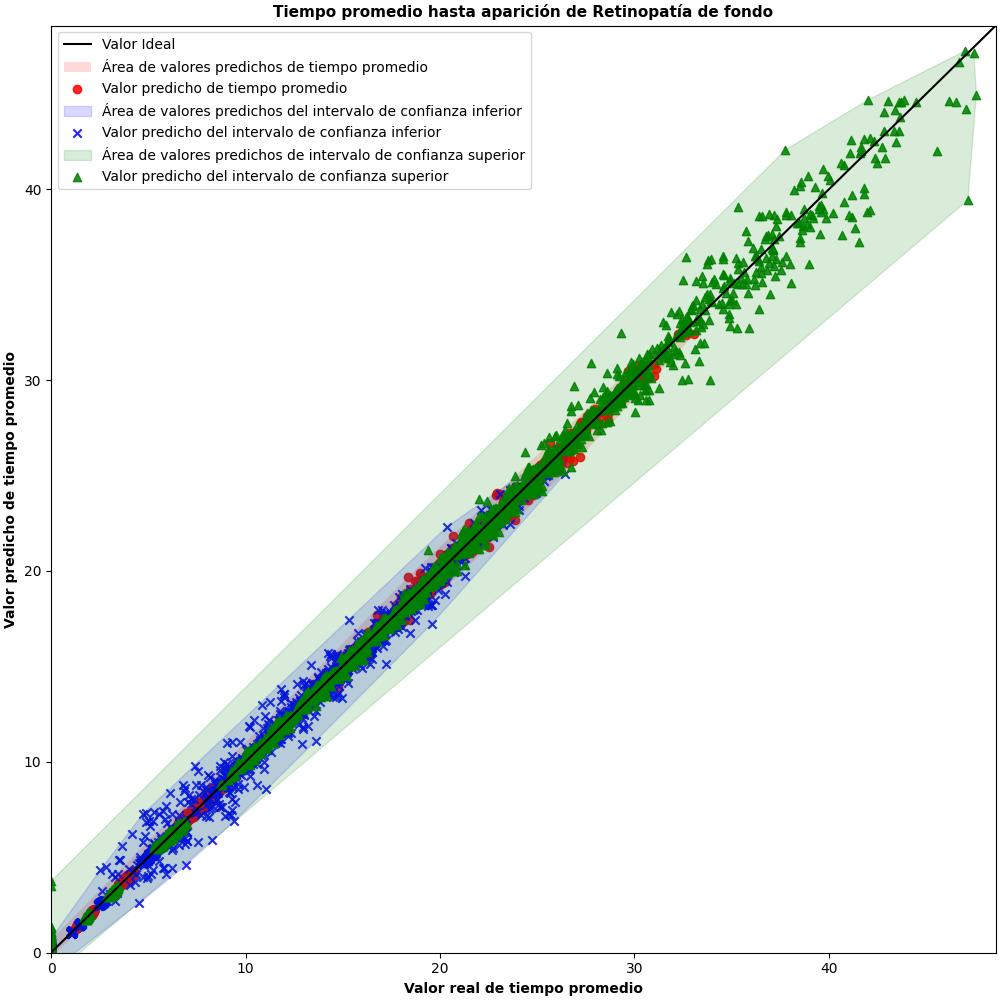 Tiempo promedio hasta aparición de Retinopatía de fondo
Valor Ideal
Área de valores predichos de tiempo promedio
Valor predicho de tiempo promedio
Área de valores predichos del intervalo de confianza inferior
Valor predicho del intervalo de confianza inferior
Área de valores predichos de intervalo de confianza superior
Valor predicho del intervalo de confianza superior
Valor predicho de tiempo promedio
40
30
20
10
0
0 10 20 30 40
Valor real de tiempo promedio